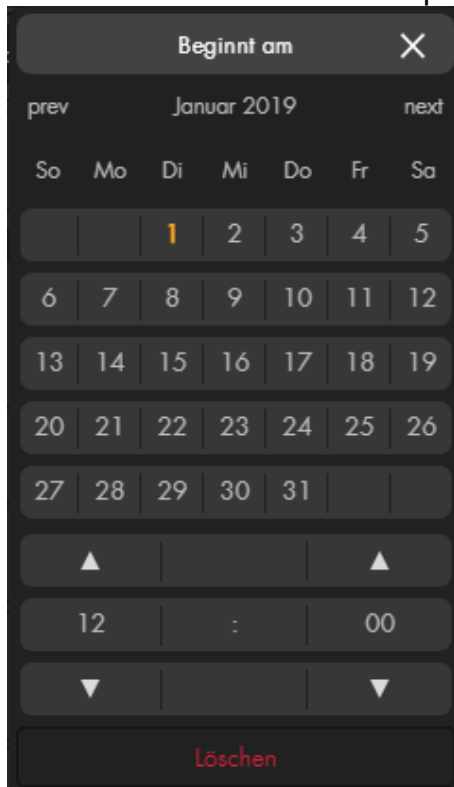 Beginnt am ×
prev Januar 2019 next
So Mo Di Mi Do Fr Sa
1 2 3 4 5
6 7 8 9 10 11 12
13 14 15 16 17 18 19
20 21 22 23 24 25 26
27 28 29 30 31
▲ ▲
12 : 00
▼ ▼
Löschen